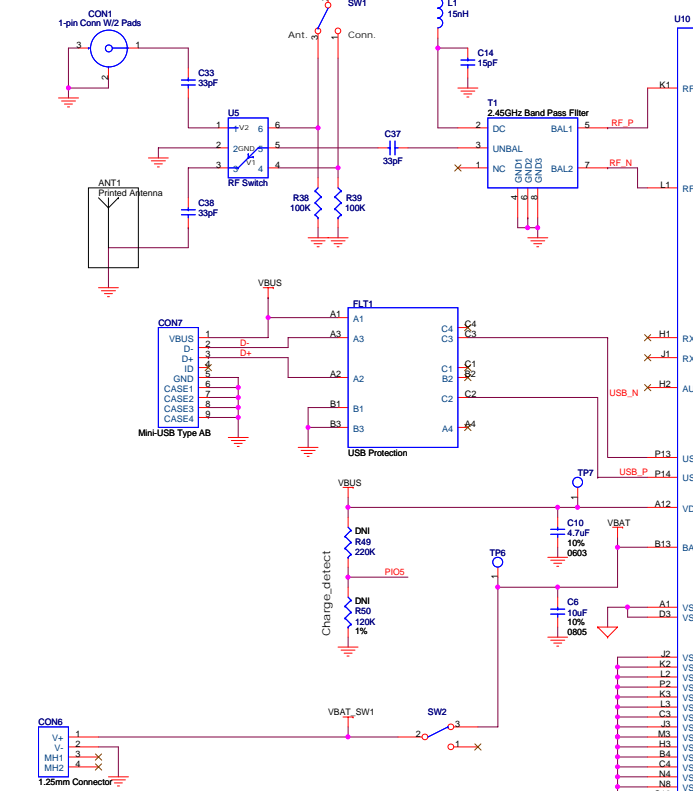 CON1
1-pin Conn W/2 Pads
3
1
2
C33
33pF
SW1
Ant.
3
1
Conn.
L1
15nH
C14
15pF
U10
K1
RF
T1
2.45GHz Band Pass Filter
2
DC
BAL1
5
RF_P
3
UNBAL
1
NC
BAL2
7
RF_N
GND1
GND2
GND3
4
6
8
L1
RF
U5
1
V2
6
2
GND
5
5
3
3
V1
4
4
RF Switch
C37
33pF
R38
100K
R39
100K
ANT1
Printed Antenna
C38
33pF
VBUS
CON7
VBUS
1
D-
2
D-
D+
3
D+
ID
4
GND
5
CASE1
6
CASE2
7
CASE3
8
CASE4
9
Mini-USB Type AB
FLT1
A1
A1
A3
A3
A2
A2
B1
B1
B3
B3
C4
C4
C3
C3
C1
C1
B2
B2
C2
C2
A4
A4
USB Protection
H1
RX
J1
RX
H2
AU
USB_N
P13
US
USB_P
P14
US
TP7
1
A12
VD
VBUS
DNI
R49
220K
PIO5
Charge_detect
DNI
R50
120K
1%
C10
4.7uF
10%
0603
VBAT
B13
BA
TP6
1
C6
10uF
10%
0805
A1
VS
D3
VS
J2
VS
K2
VS
L2
VS
P2
VS
K3
VS
L3
VS
C3
VS
J3
VS
M3
VS
H3
VS
B4
VS
C4
VS
N4
VS
N8
VS
VBAT_SW1
SW2
2
3
1
CON6
V+
1
V-
2
MH1
3
MH2
4
1.25mm Connector